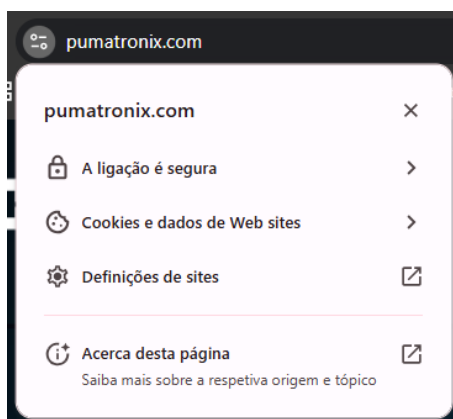 pumatronix.com
pumatronix.com
A ligação é segura
Cookies e dados de Web sites
Definições de sites
Acerca desta página
Saiba mais sobre a respetiva origem e tópico